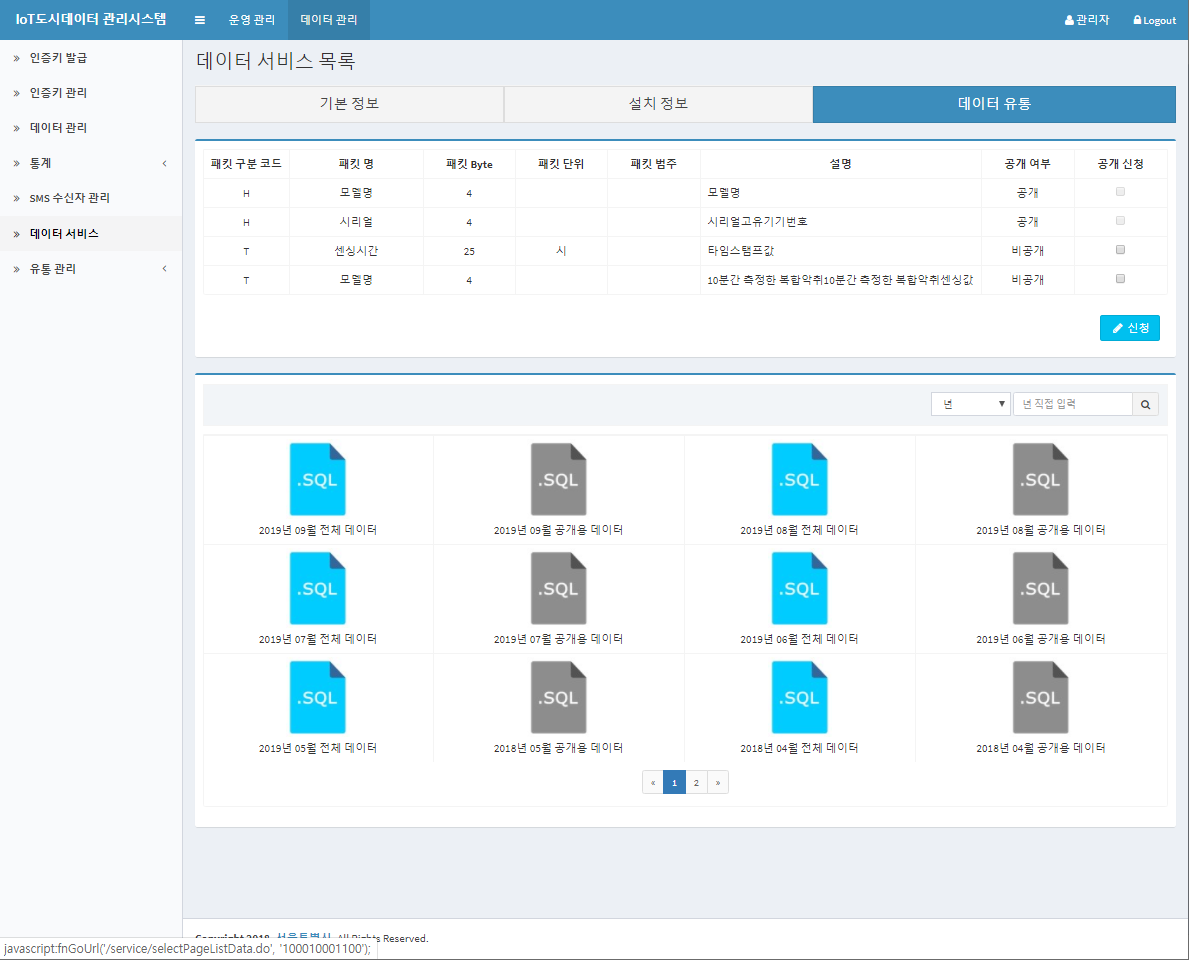 IoT도시데이터 관리시스템 운영 관리 데이터 관리 관리자 Logout
» 인증키 발급
» 인증키 관리
» 데이터 관리
» 통계 ‹
» SMS 수신자 관리
» 데이터 서비스
» 유통 관리 ‹
데이터 서비스 목록
기본 정보 설치 정보 데이터 유통
패킷 구분 코드 패킷 명 패킷 Byte 패킷 단위 패킷 범주 설명 공개 여부 공개 신청
H 모델명 4 모델명 공개
H 시리얼 4 시리얼고유기기번호 공개
T 센싱시간 25 시 타임스탬프값 비공개
T 모델명 4 10분간 측정한 복합악취10분간 측정한 복합악취센싱값 비공개
신청
년 ▼ 년 직접 입력
.SQL .SQL .SQL .SQL
2019년 09월 전체 데이터 2019년 09월 공개용 데이터 2019년 08월 전체 데이터 2019년 08월 공개용 데이터
.SQL .SQL .SQL .SQL
2019년 07월 전체 데이터 2019년 07월 공개용 데이터 2019년 06월 전체 데이터 2019년 06월 공개용 데이터
.SQL .SQL .SQL .SQL
2019년 05월 전체 데이터 2018년 05월 공개용 데이터 2018년 04월 전체 데이터 2018년 04월 공개용 데이터
« 1 2 »
Copyright 2018 서울특별시. All Rights Reserved.
javascript:fnGoUrl('/service/selectPageListData.do', '100010001100');